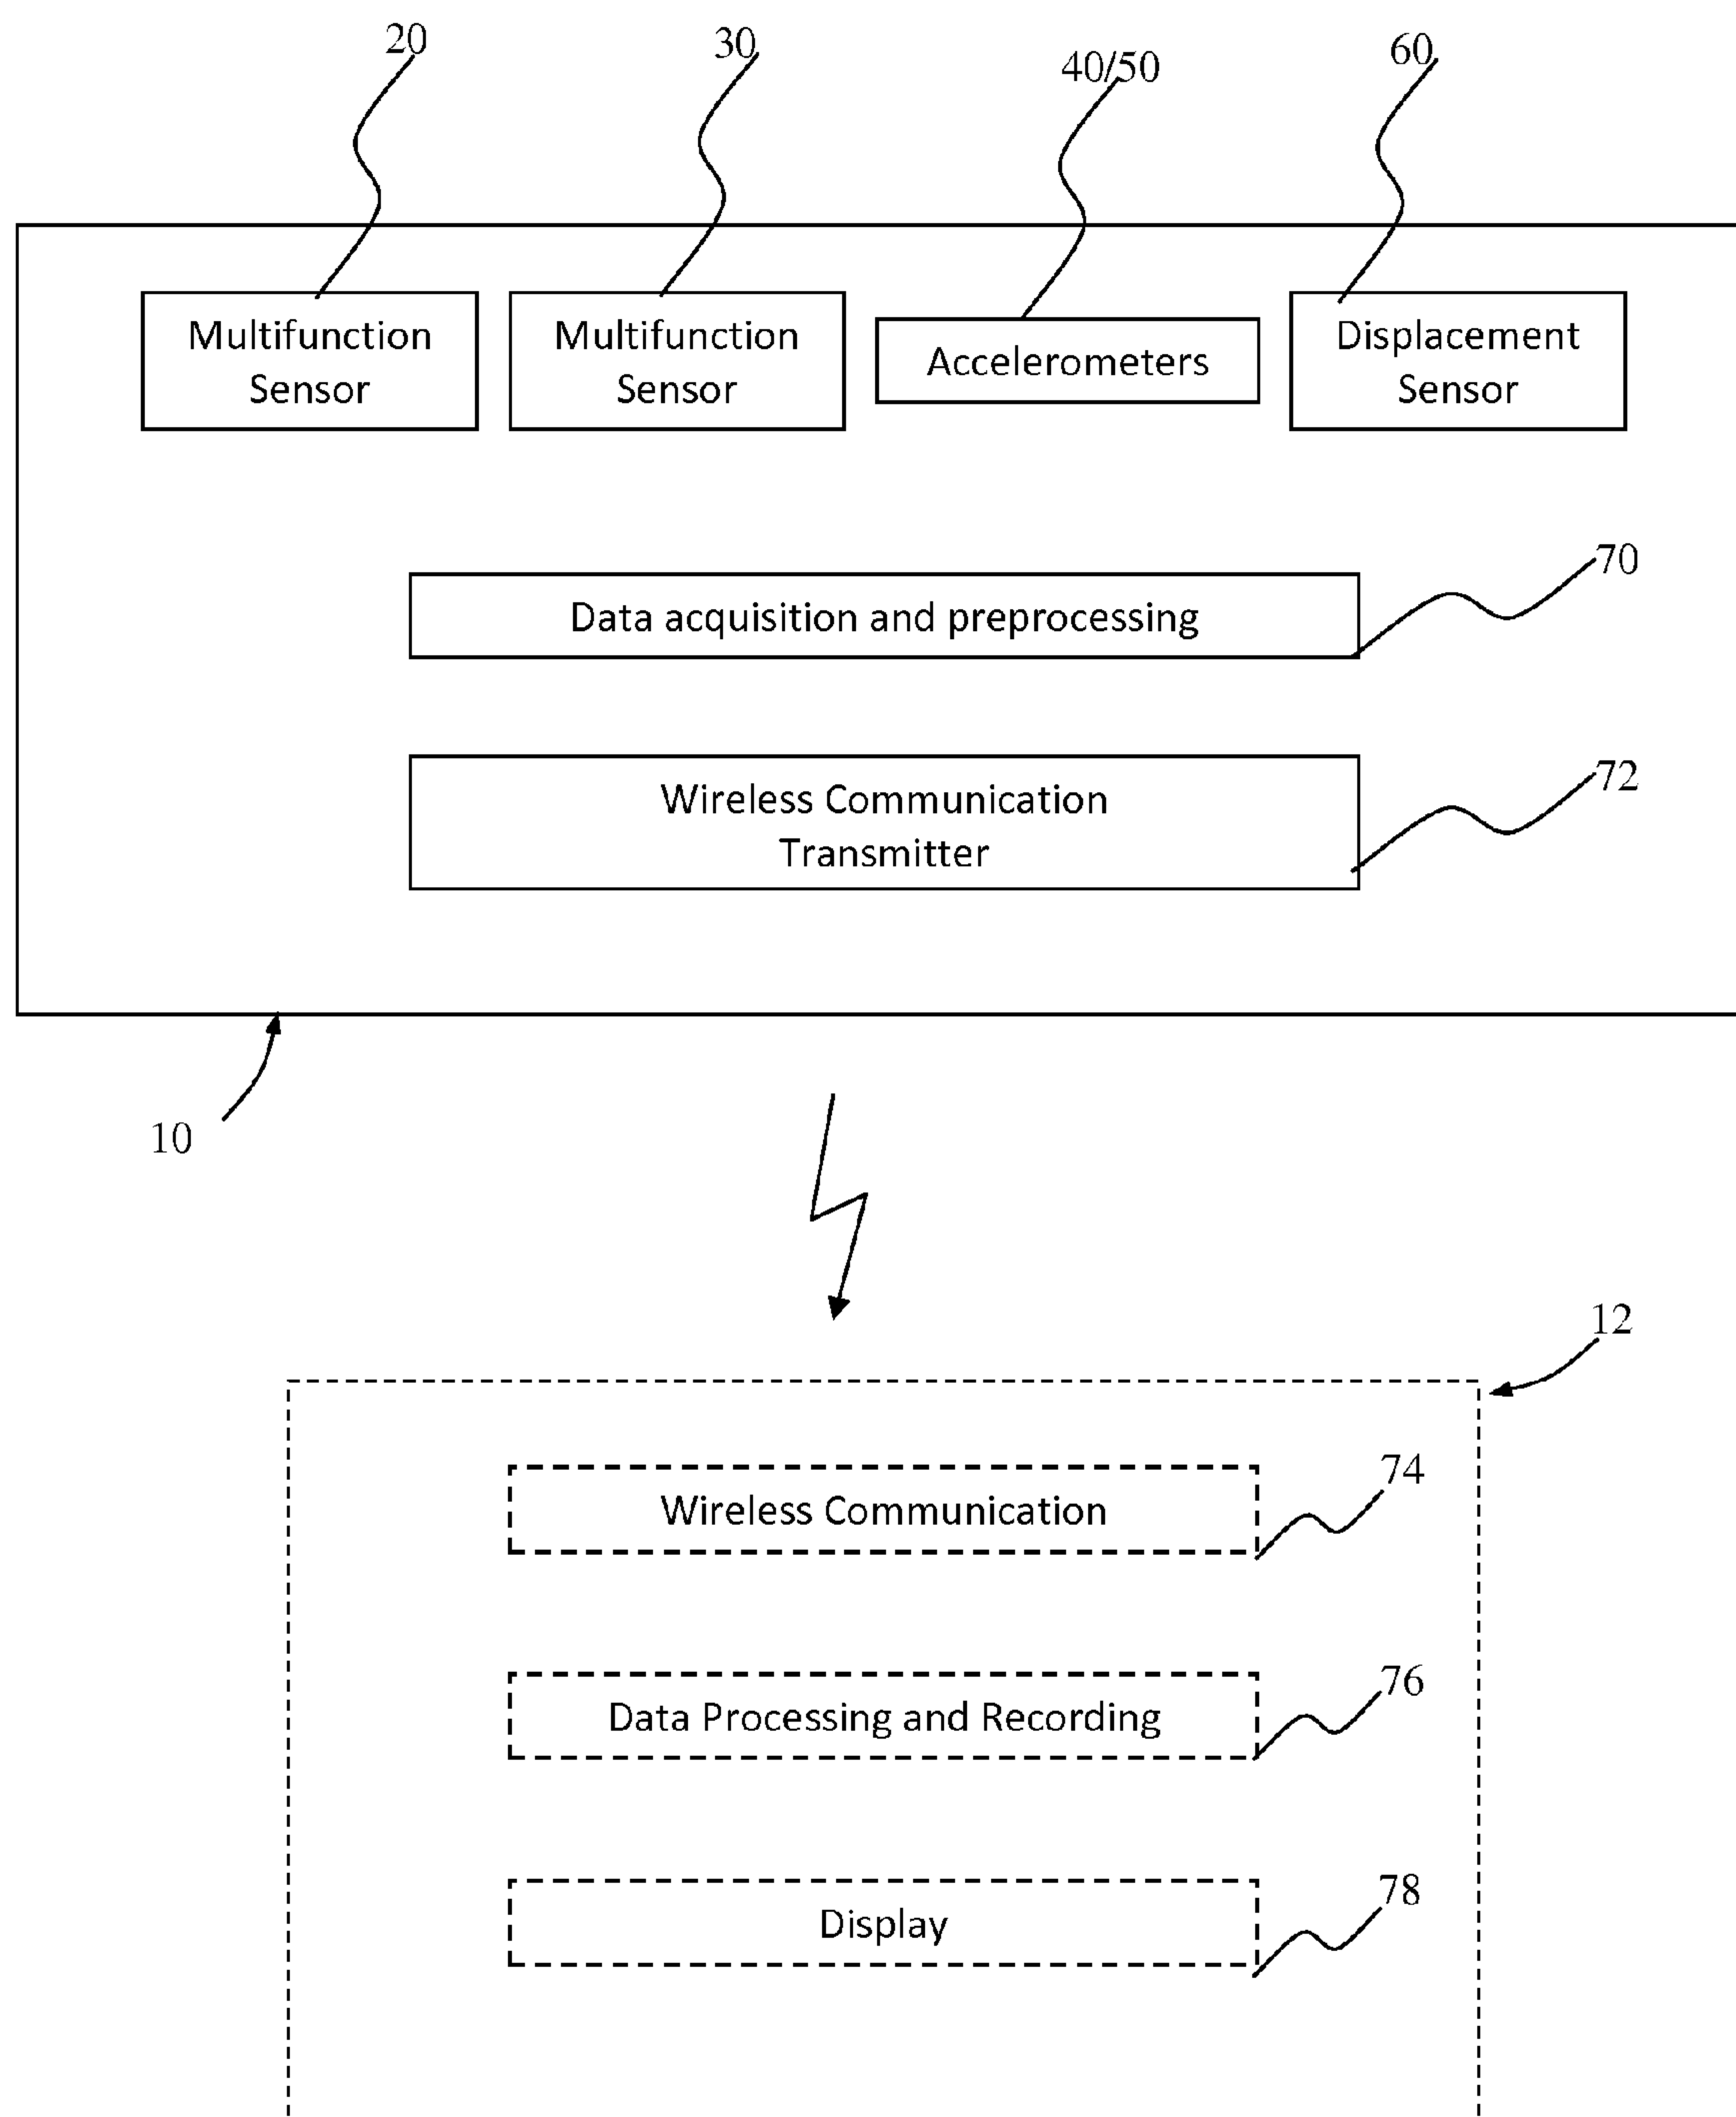 20
30
40/50
60
Multifunction
Sensor
Multifunction
Sensor
Accelerometers
Displacement
Sensor
70
Data acquisition and preprocessing
72
Wireless Communication
Transmitter
10
12
74
Wireless Communication
76
Data Processing and Recording
78
Display